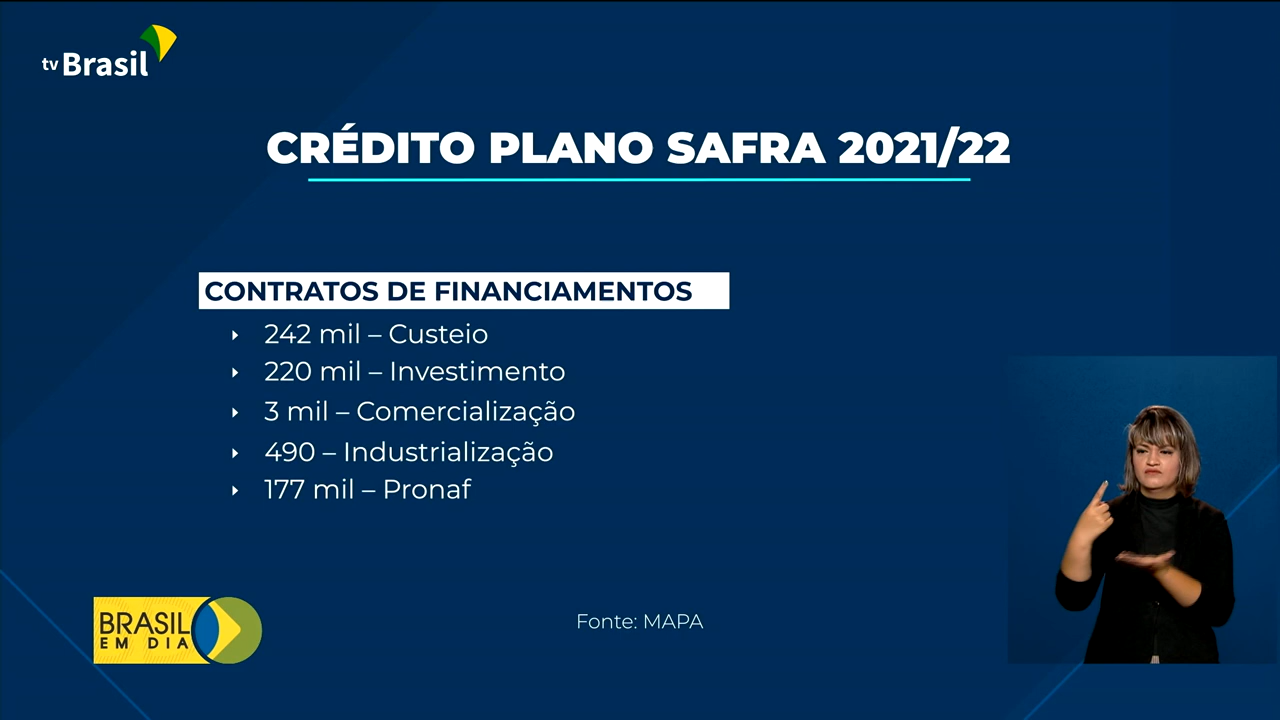 tv Brasil
CRÉDITO PLANO SAFRA 2021/22
CONTRATOS DE FINANCIAMENTOS
242 mil – Custeio
220 mil – Investimento
3 mil – Comercialização
490 – Industrialização
177 mil – Pronaf
BRASIL
EM DIA
Fonte: MAPA